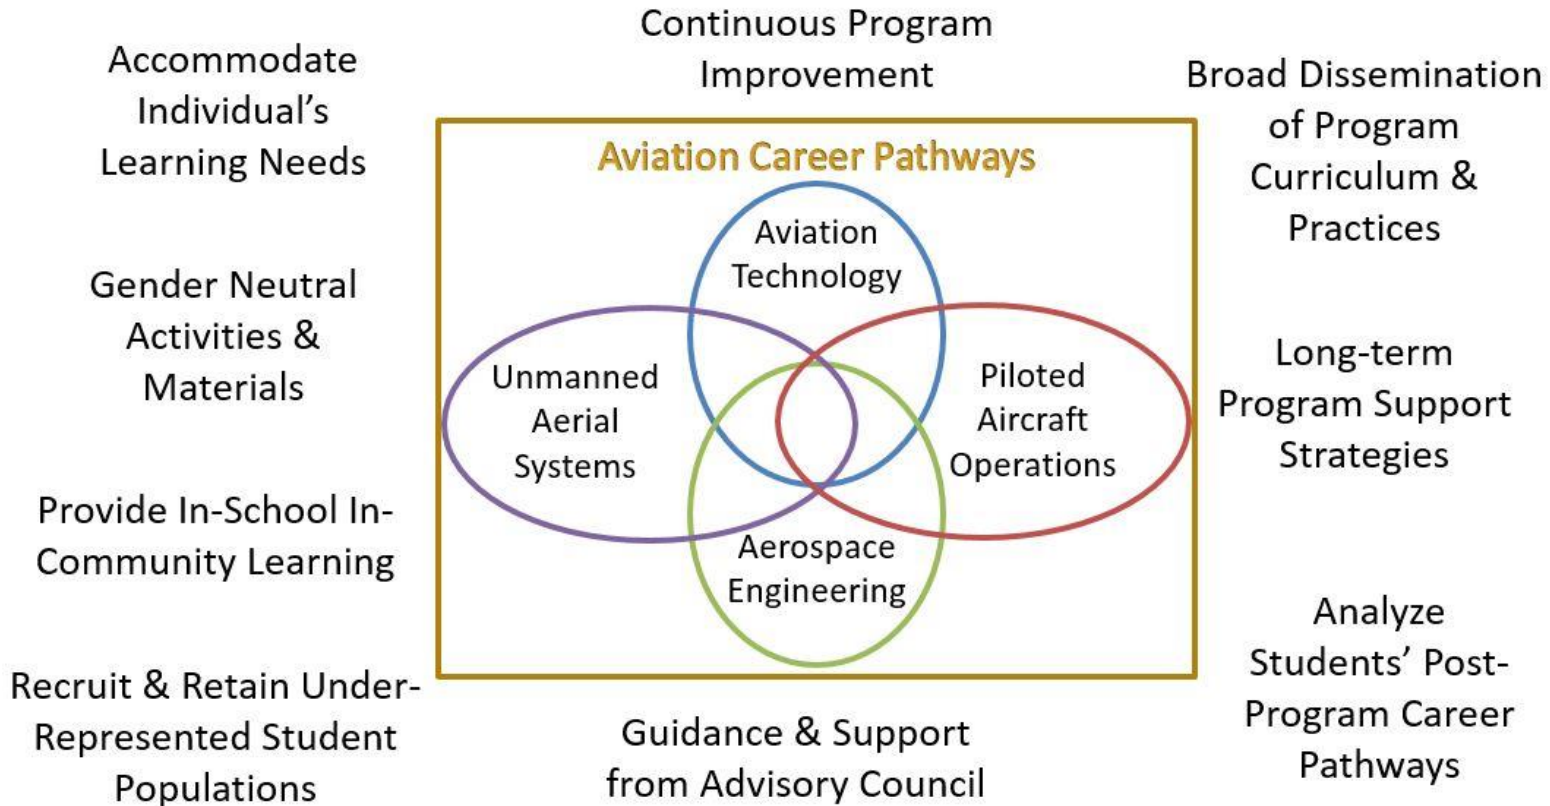 Continuous Program
Improvement
Accommodate
Individual’s
Learning Needs
Gender Neutral
Activities &
Materials
Provide In-School In-
Community Learning
Recruit & Retain Under-
Represented Student
Populations
Aviation Career Pathways
Aviation
Technology
Unmanned
Aerial
Systems
Piloted
Aircraft
Operations
Aerospace
Engineering
Guidance & Support
from Advisory Council
Broad Dissemination
of Program
Curriculum &
Practices
Long-term
Program Support
Strategies
Analyze
Students’ Post-
Program Career
Pathways